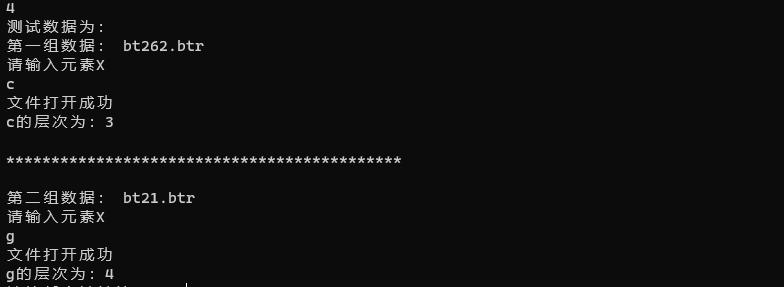 4
测试数据为:
第一组数据: bt262.btr
请输入元素X
c
文件打开成功
c的层次为: 3
********************************************
第二组数据: bt21.btr
请输入元素X
g
文件打开成功
g的层次为: 4